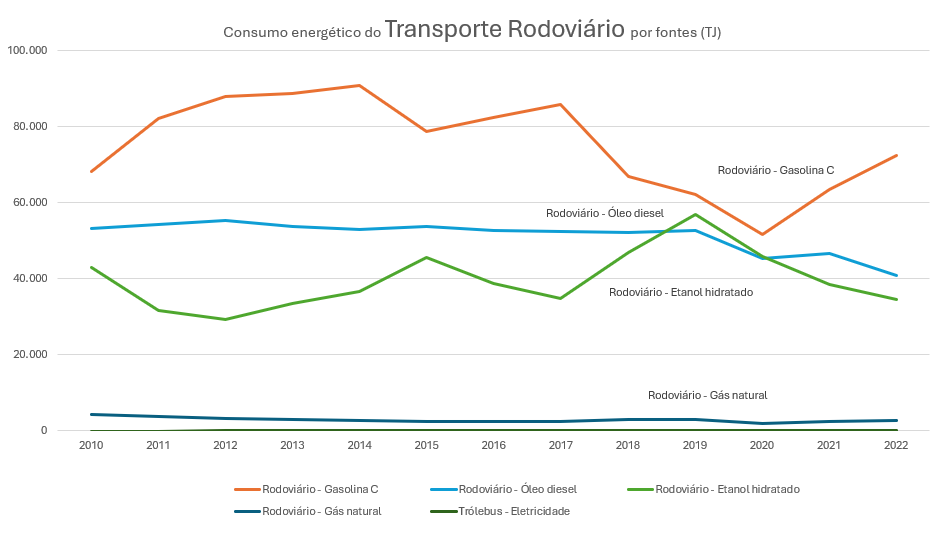 Consumo energético do Transporte Rodoviário por fontes (TJ)
100.000
80.000
Rodoviário - Gasolina C
60.000
Rodoviário - Óleo diesel
40.000
Rodoviário - Etanol hidratado
20.000
Rodoviário - Gás natural
0
2010 2011 2012 2013 2014 2015 2016 2017 2018 2019 2020 2021 2022
Rodoviário - Gasolina C Rodoviário - Óleo diesel Rodoviário - Etanol hidratado
Rodoviário - Gás natural Trólebus - Eletricidade